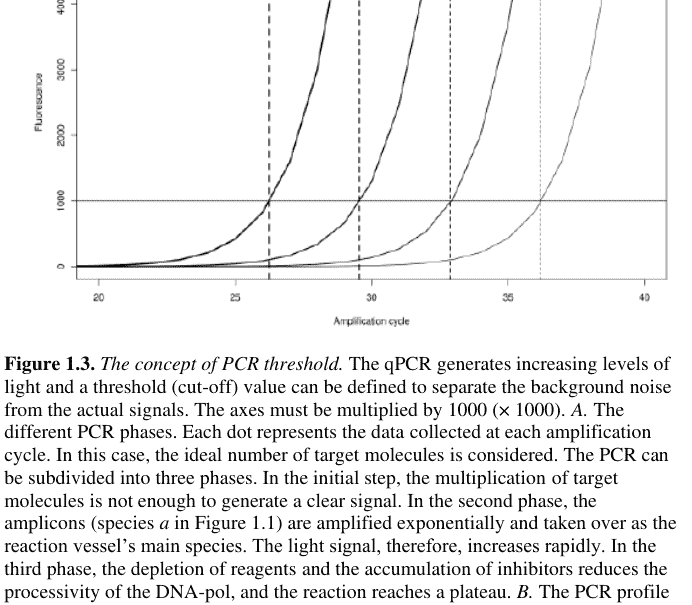 400
3000
2000
1000
0
Fluorescence
20 25 30 35 40
Amplification cycle
Figure 1.3. The concept of PCR threshold. The qPCR generates increasing levels of
light and a threshold (cut-off) value can be defined to separate the background noise
from the actual signals. The axes must be multiplied by 1000 (× 1000). A. The
different PCR phases. Each dot represents the data collected at each amplification
cycle. In this case, the ideal number of target molecules is considered. The PCR can
be subdivided into three phases. In the initial step, the multiplication of target
molecules is not enough to generate a clear signal. In the second phase, the
amplicons (species a in Figure 1.1) are amplified exponentially and taken over as the
reaction vessel’s main species. The light signal, therefore, increases rapidly. In the
third phase, the depletion of reagents and the accumulation of inhibitors reduces the
processivity of the DNA-pol, and the reaction reaches a plateau. B. The PCR profile